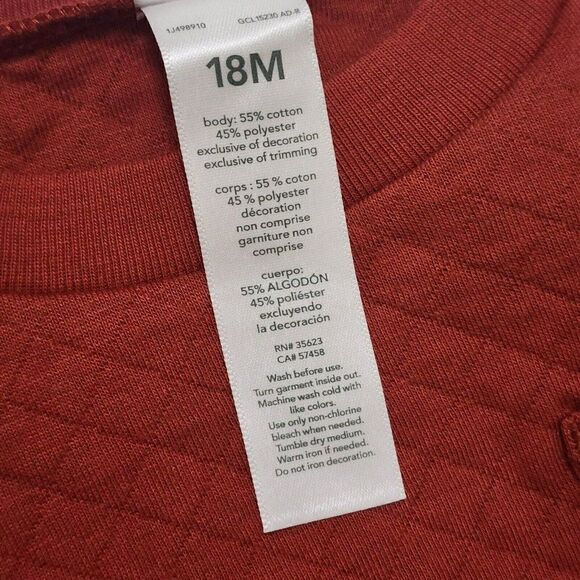 1J498910 GCL15230 AD-R
18M
body: 55% cotton
45% polyester
exclusive of decoration
exclusive of trimming
corps : 55 % coton
45 % polyester
décoration
non comprise
garniture non
comprise
cuerpo:
55% ALGODÓN
45% poliéster
excluyendo
la decoración
RN# 35623
CA# 57458
Wash before use.
Turn garment inside out.
Machine wash cold with
like colors.
Use only non-chlorine
bleach when needed.
Tumble dry medium.
Warm iron if needed.
Do not iron decoration.